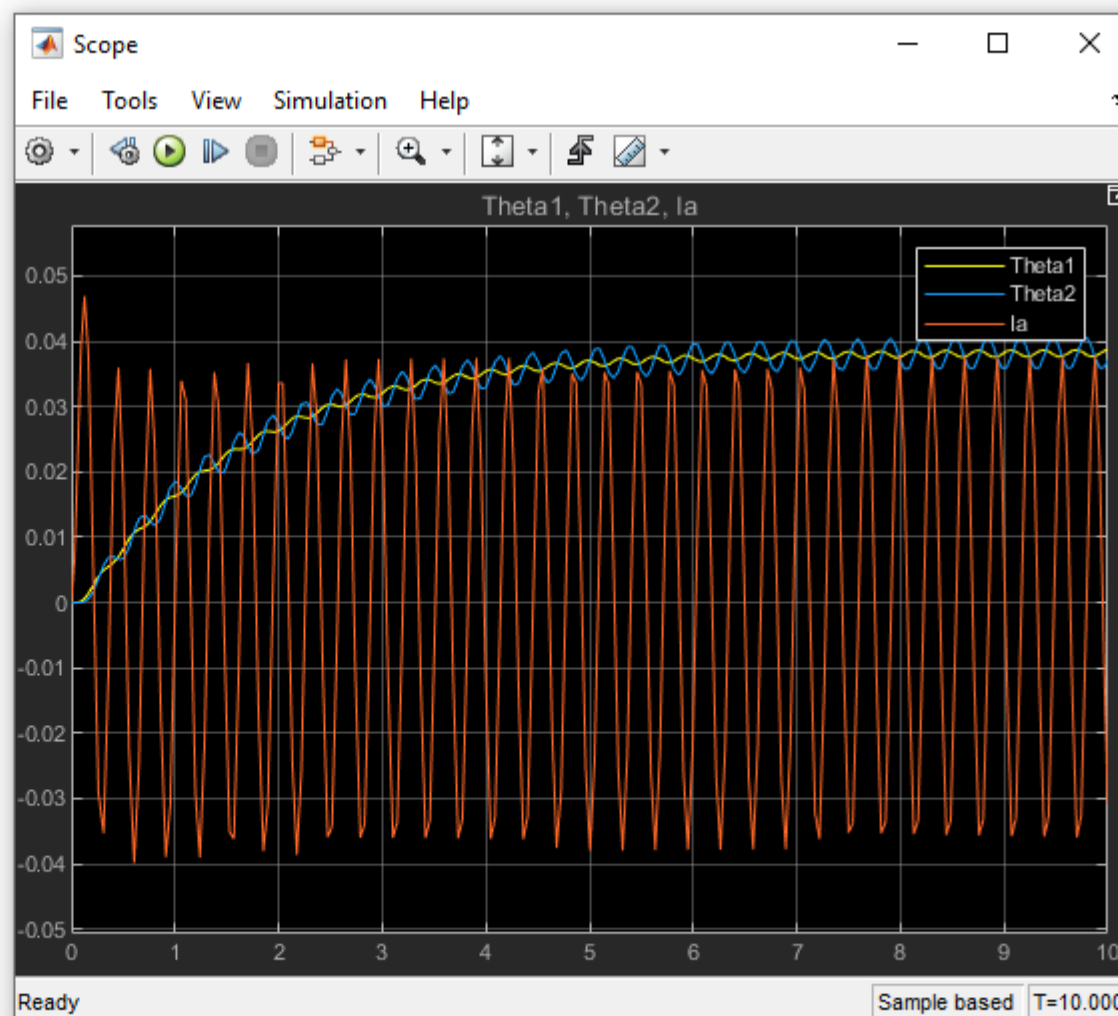 Scope
File Tools View Simulation Help
Theta1, Theta2, Ia
0.05
0.04
0.03
0.02
0.01
0
-0.01
-0.02
-0.03
-0.04
-0.05
Theta1
Theta2
Ia
0 1 2 3 4 5 6 7 8 9 10
Ready Sample based T=10.000